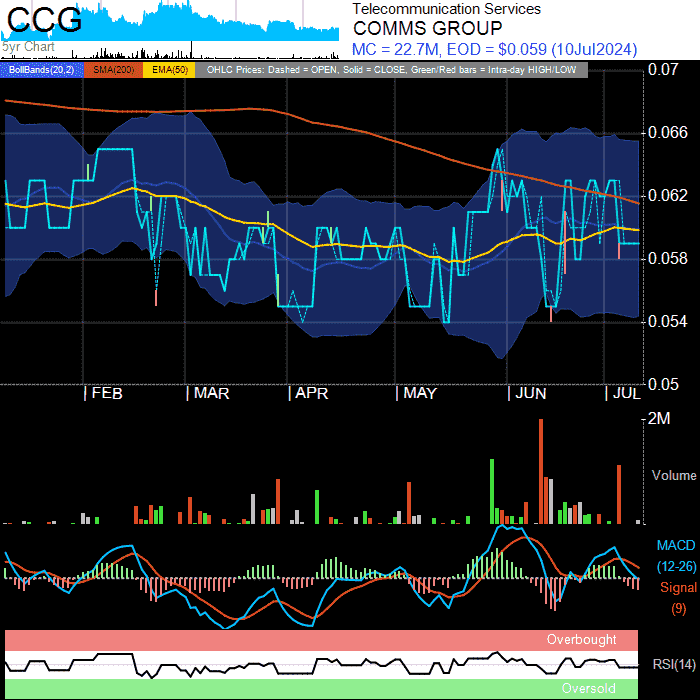 CCG
Telecommunication Services
COMMS GROUP
5yr Chart
MC = 22.7M, EOD = $0.059 (10Jul2024)
BollBands(20,2) SMA(200) EMA(50) OHLC Prices: Dashed = OPEN, Solid = CLOSE, Green/Red bars = Intra-day HIGH/LOW
0.07
0.066
0.062
0.058
0.054
0.05
FEB MAR APR MAY JUN JUL
2M
Volume
MACD
(12-26)
Signal
(9)
Overbought
RSI(14)
Oversold